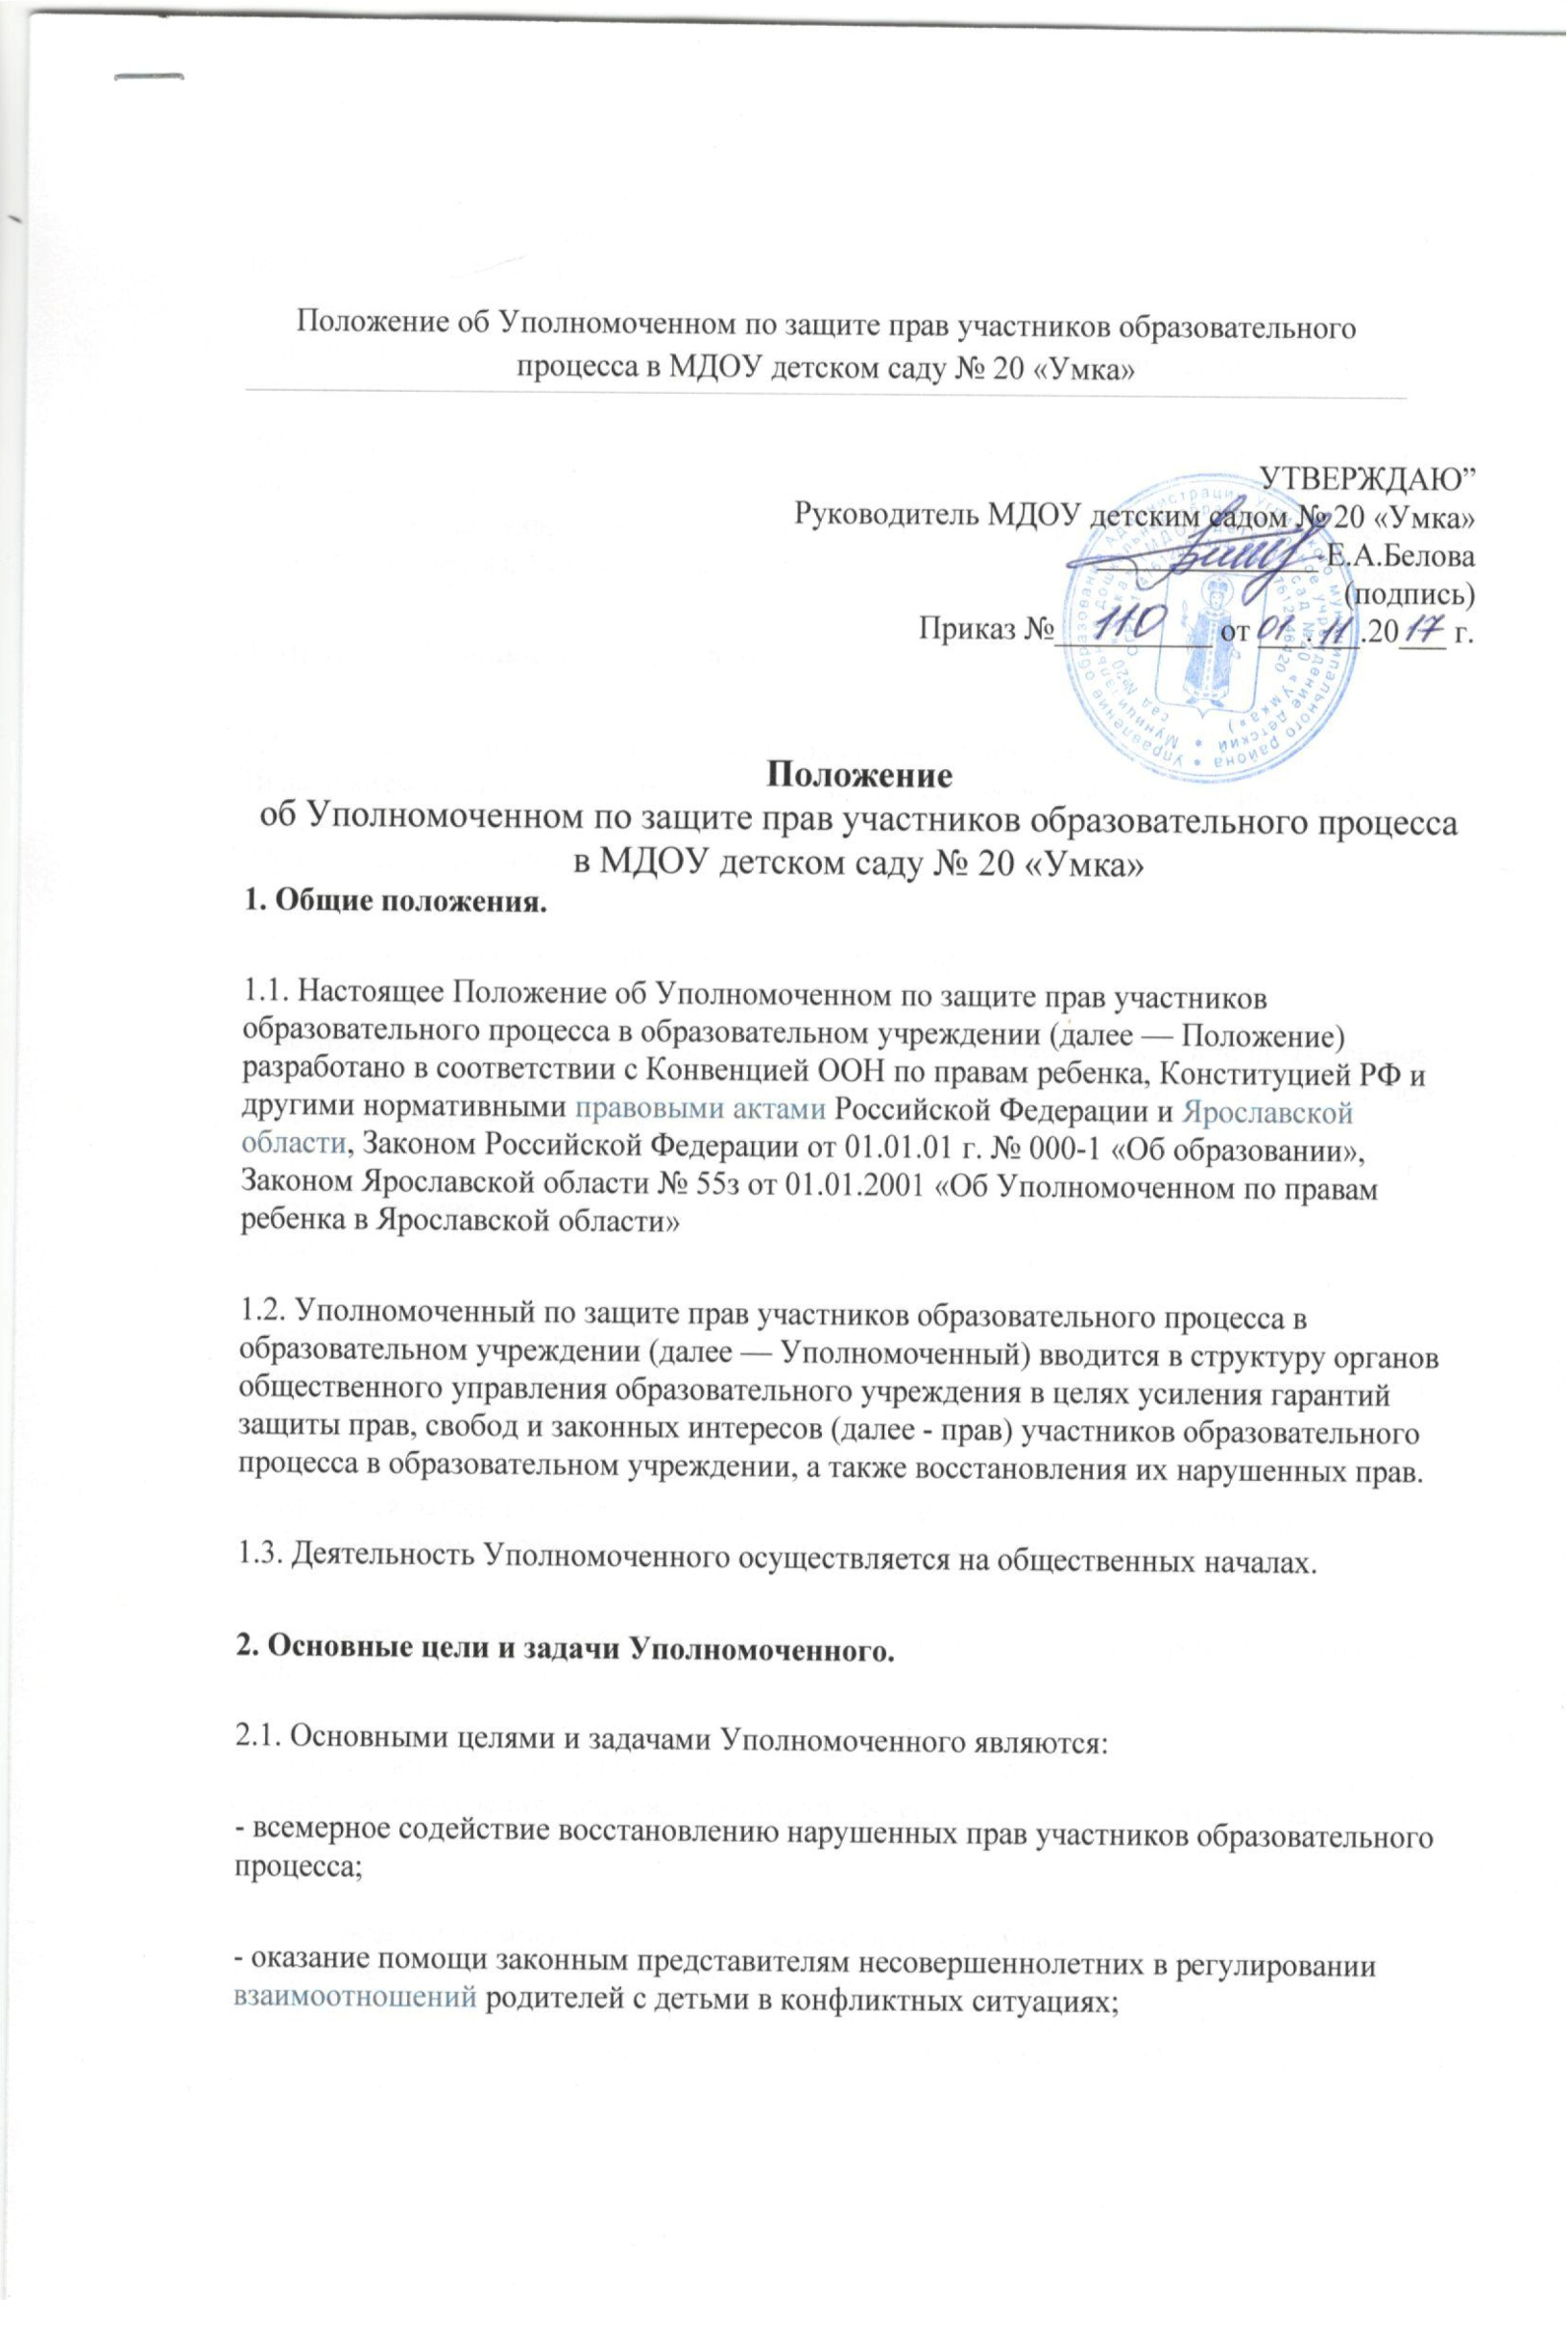 Положение об Уполномоченном по защите прав участников образовательного
процесса в МДОУ детском саду № 20 «Умка»
УТВЕРЖДАЮ”
Руководитель МДОУ детским садом № 20 «Умка»
Е.А.Белова
(подпись)
Приказ № 110 от 01.11.2017 г.
Положение
об Уполномоченном по защите прав участников образовательного процесса
в МДОУ детском саду № 20 «Умка»
1. Общие положения.
1.1. Настоящее Положение об Уполномоченном по защите прав участников
образовательного процесса в образовательном учреждении (далее — Положение)
разработано в соответствии с Конвенцией ООН по правам ребенка, Конституцией РФ и
другими нормативными правовыми актами Российской Федерации и Ярославской
области, Законом Российской Федерации от 01.01.01 г. № 000-1 «Об образовании»,
Законом Ярославской области № 55з от 01.01.2001 «Об Уполномоченном по правам
ребенка в Ярославской области»
1.2. Уполномоченный по защите прав участников образовательного процесса в
образовательном учреждении (далее — Уполномоченный) вводится в структуру органов
общественного управления образовательного учреждения в целях усиления гарантий
защиты прав, свобод и законных интересов (далее - прав) участников образовательного
процесса в образовательном учреждении, а также восстановления их нарушенных прав.
1.3. Деятельность Уполномоченного осуществляется на общественных началах.
2. Основные цели и задачи Уполномоченного.
2.1. Основными целями и задачами Уполномоченного являются:
- всемерное содействие восстановлению нарушенных прав участников образовательного
процесса;
- оказание помощи законным представителям несовершеннолетних в регулировании
взаимоотношений родителей с детьми в конфликтных ситуациях;